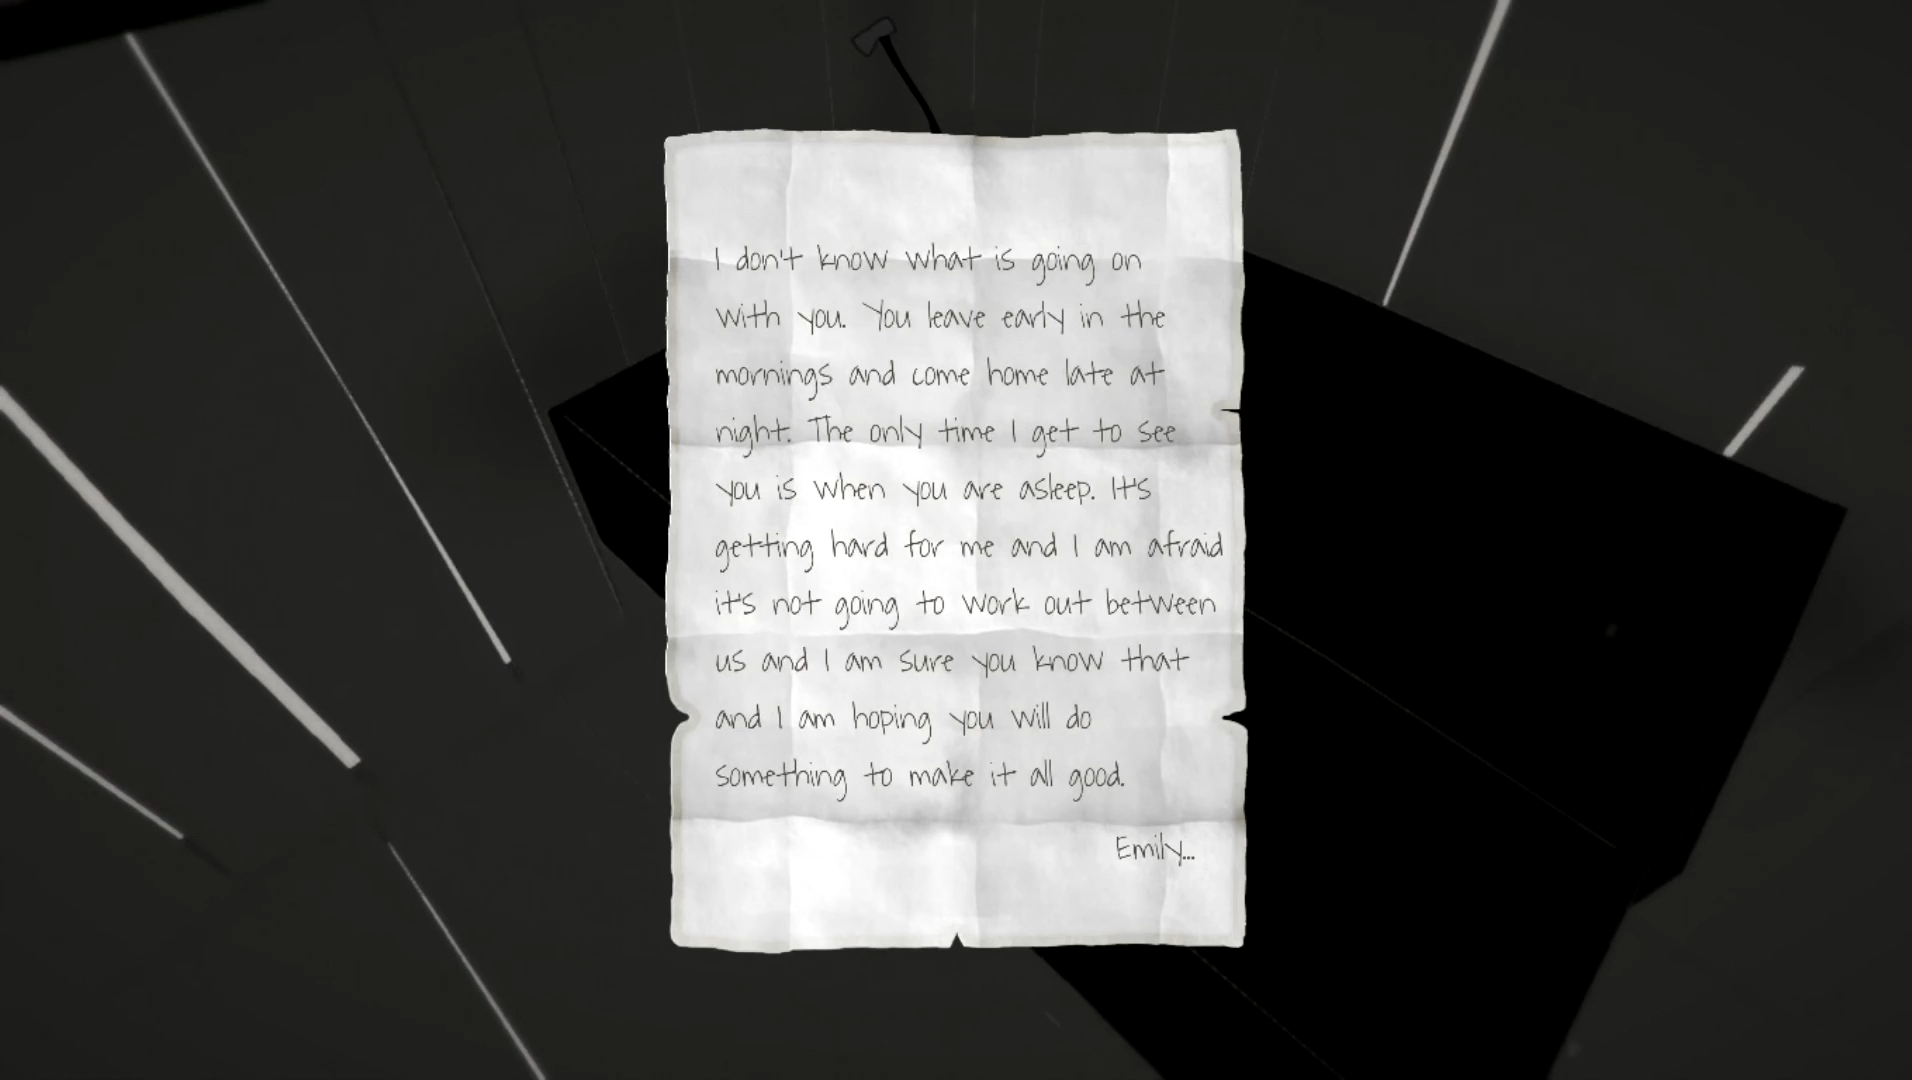 I don't know what is going on
with you. You leave early in the
mornings and come home late at
night. The only time I get to see
you is when you are asleep. It's
getting hard for me and I am afraid
it's not going to work out between
us and I am sure you know that
and I am hoping you will do
something to make it all good.
Emily...